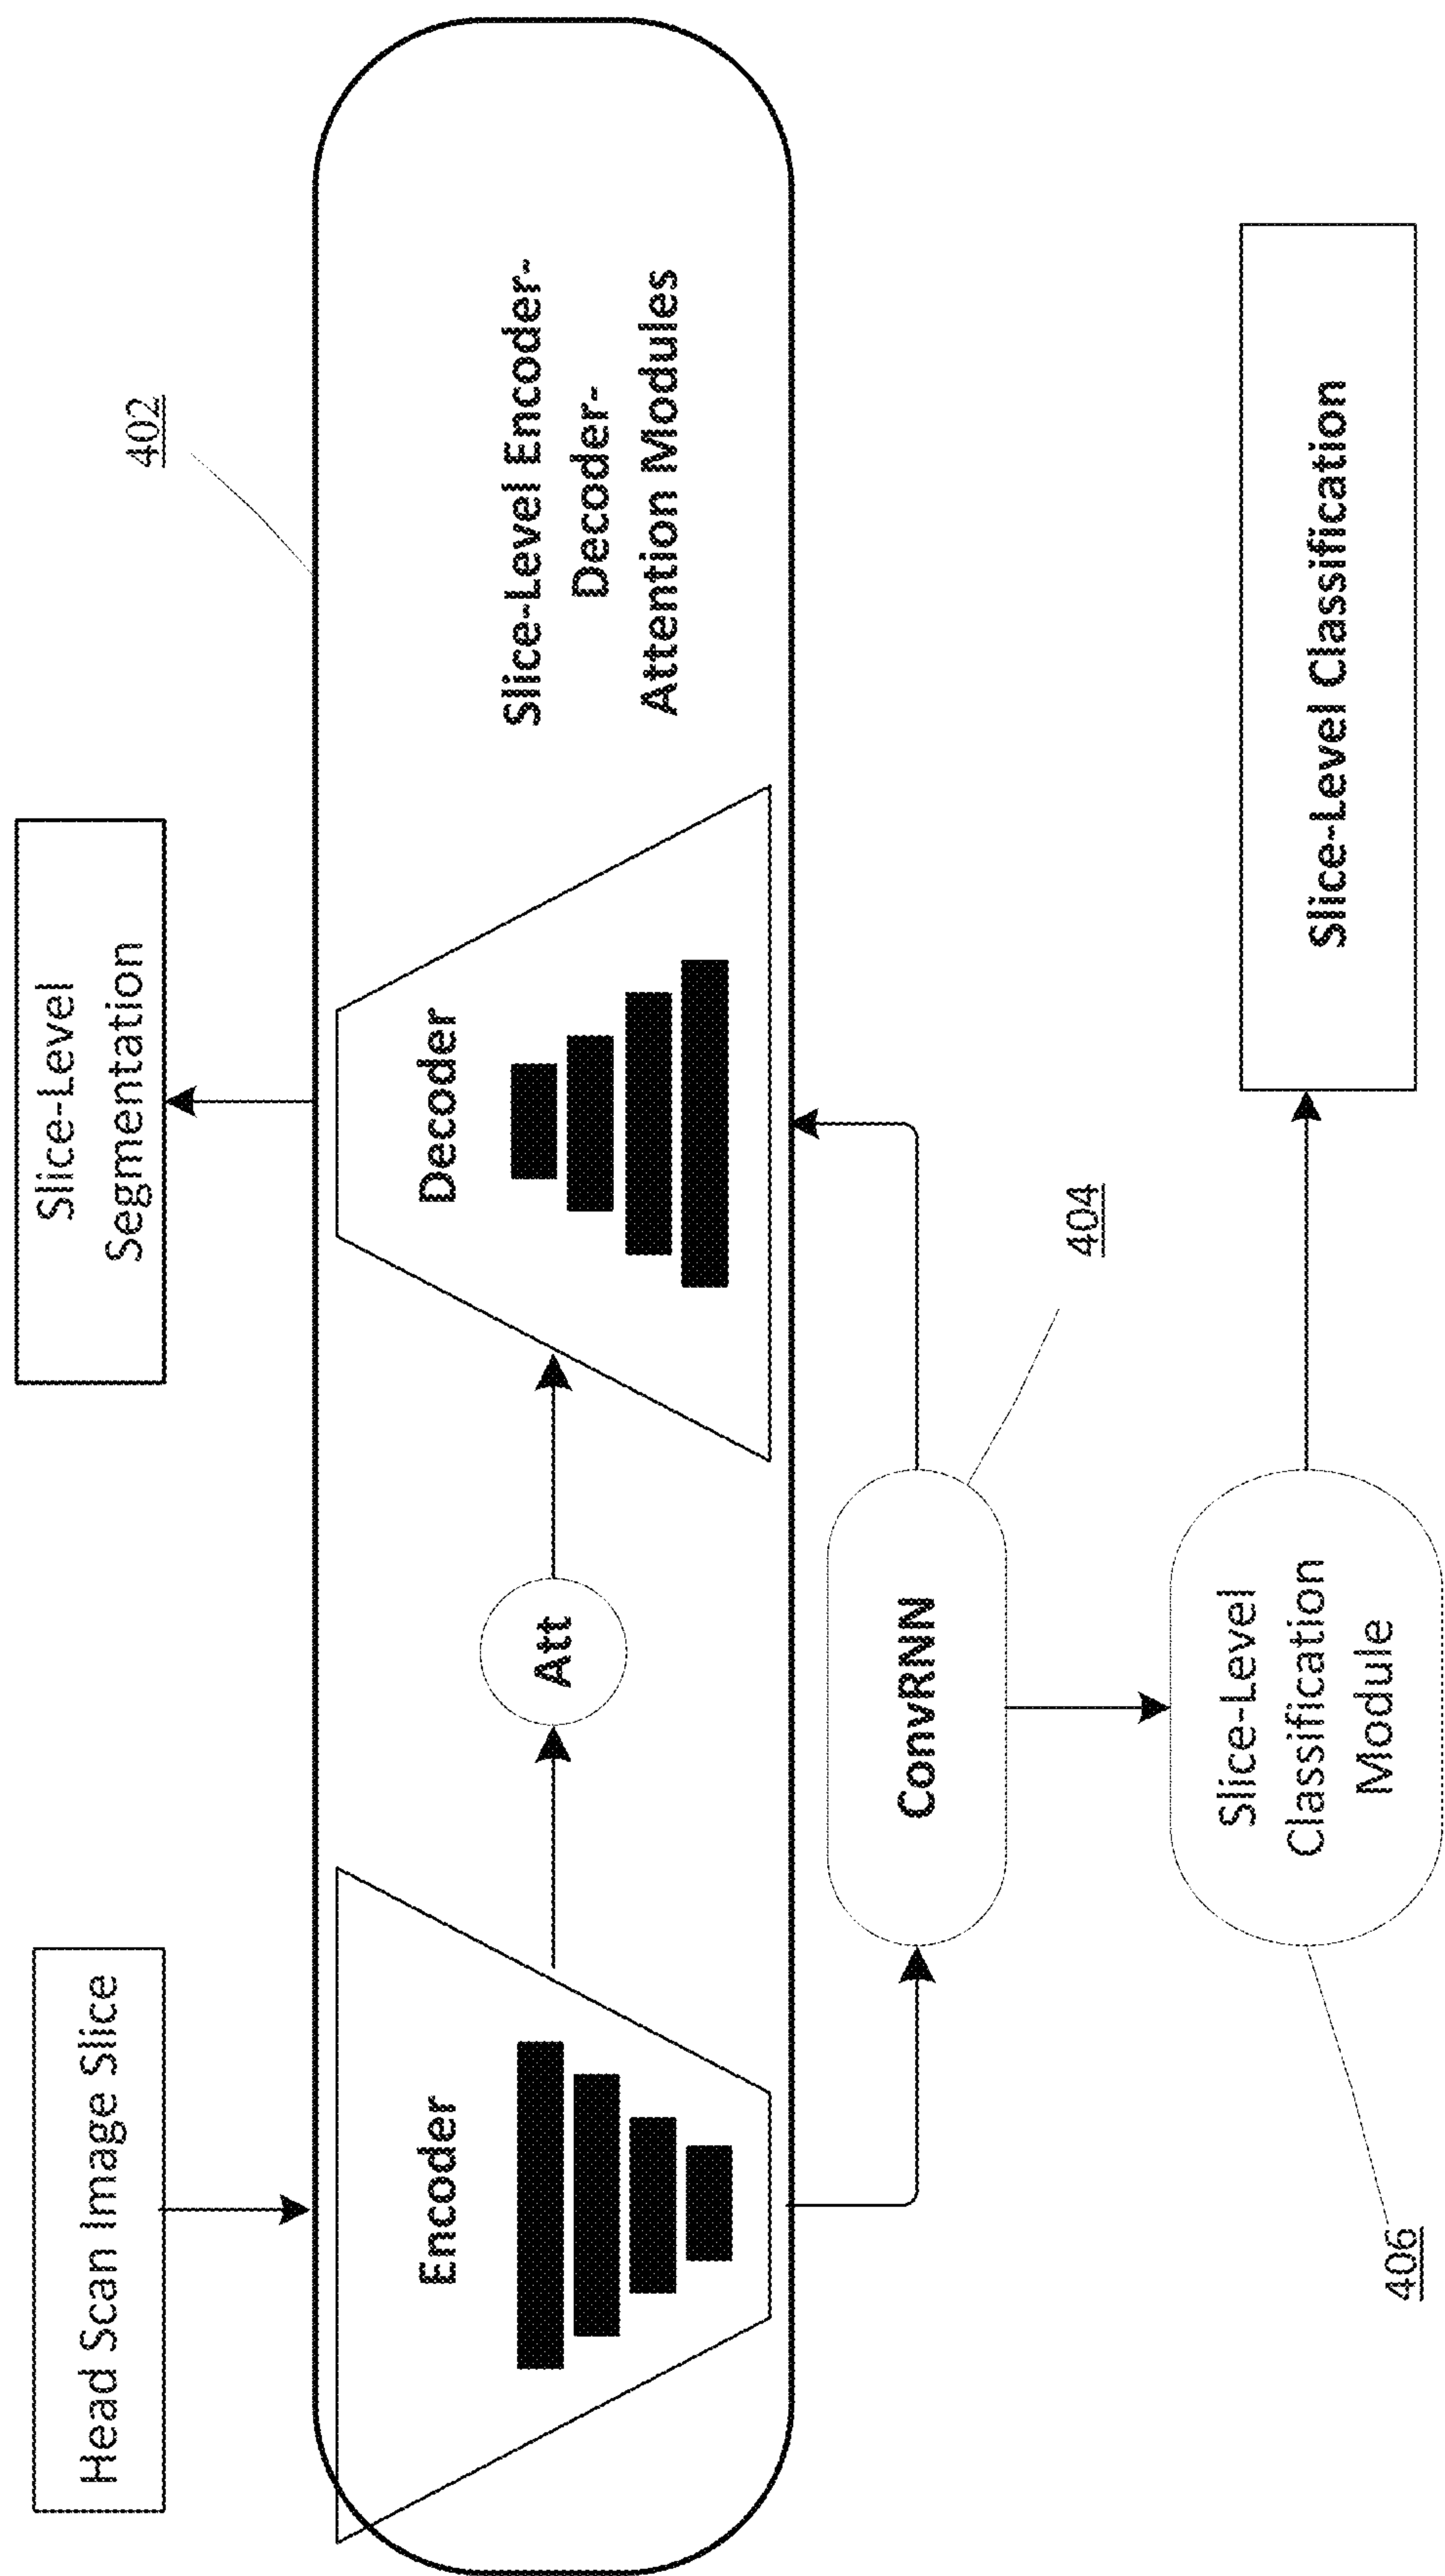 Head Scan Image Slice
Slice-Level
Segmentation
402
Encoder
Att
Decoder
Slice-Level Encoder-
Decoder-
Attention Modules
ConvRNN
404
Slice-Level
Classification
Module
406
Slice-Level Classification